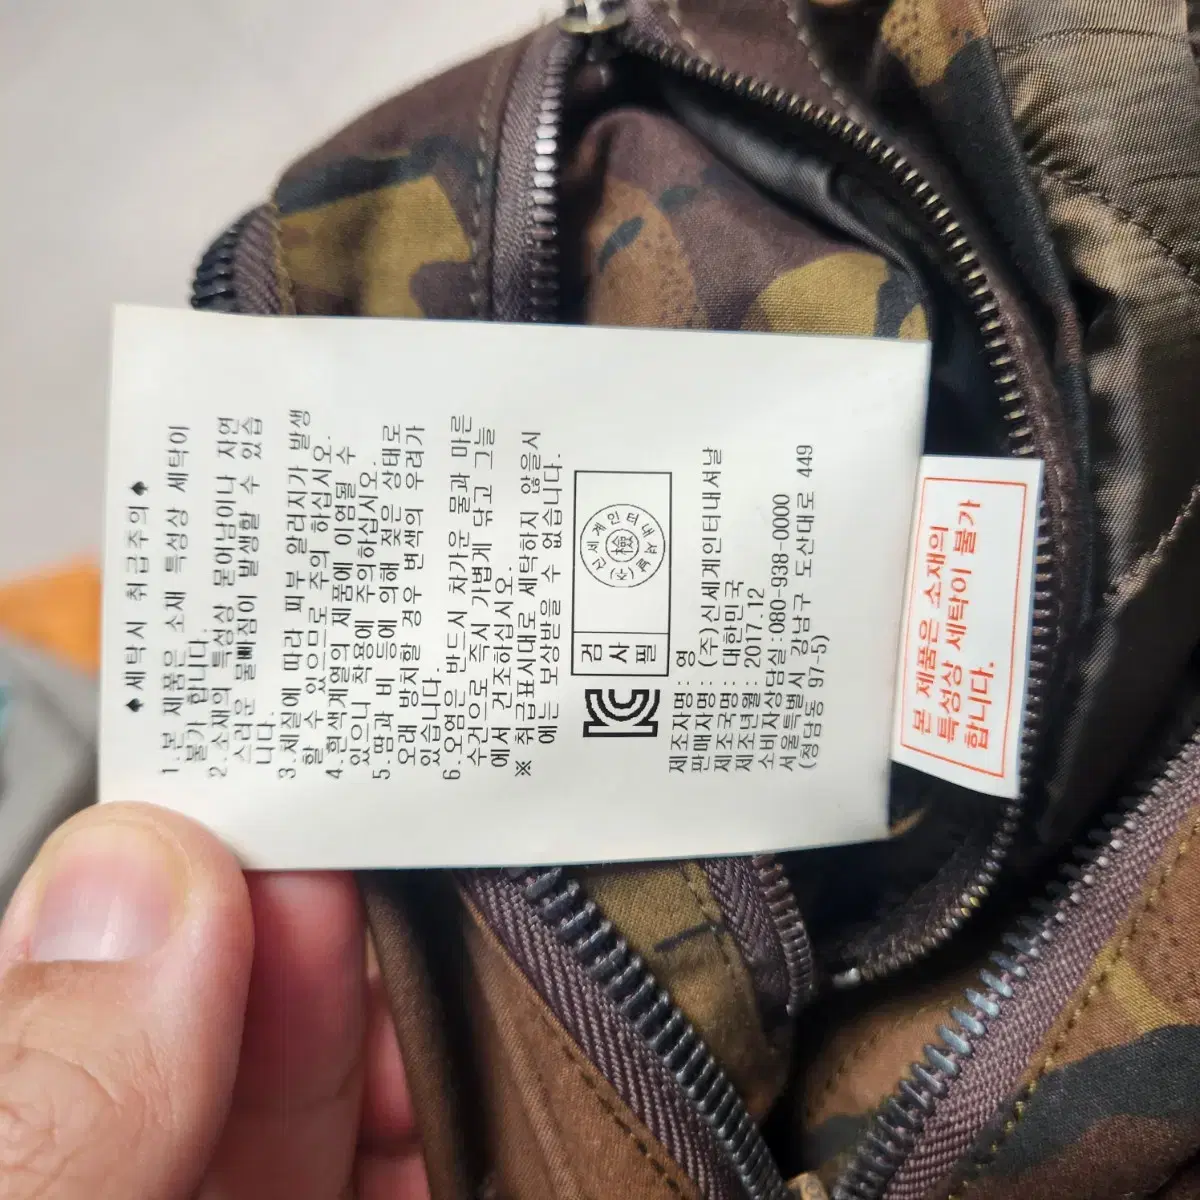 ♠세탁시 취급주의♠
1.본 제품은 소재 특성상 세탁이
불가 합니다.
2.소재의 특성상 묻어남이나 자연
스러운 물빠짐이 발생할 수 있습
니다.
3.체질에 따라 피부 알러지가 발생
할 수 있으므로 주의 하십시오.
4.흰색계열의 제품에 이염될 수
있으니 착용에 주의하십시오.
5.땀과 비 등에 의해 젖은 상태로
오래 방치할 경우 변색의 우려가
있습니다.
6.오염은 반드시 차가운 물과 마른
수건으로 즉시 가볍게 닦고 그늘
에서 건조하십시오.
※ 취급표시대로 세탁하지 않을시
에는 보상받을 수 없습니다.
검사필
(주)신세계인터내셔날
檢
KC
제조자명: 영
판매자명: (주)신세계인터내셔날
제조국명: 대한민국
제조년월: 2017.12
소비자상담실:080-938-0000
서울특별시 강남구 도산대로 449
(청담동 97-5)
본 제품은 소재의
특성상 세탁이 불가
합니다.